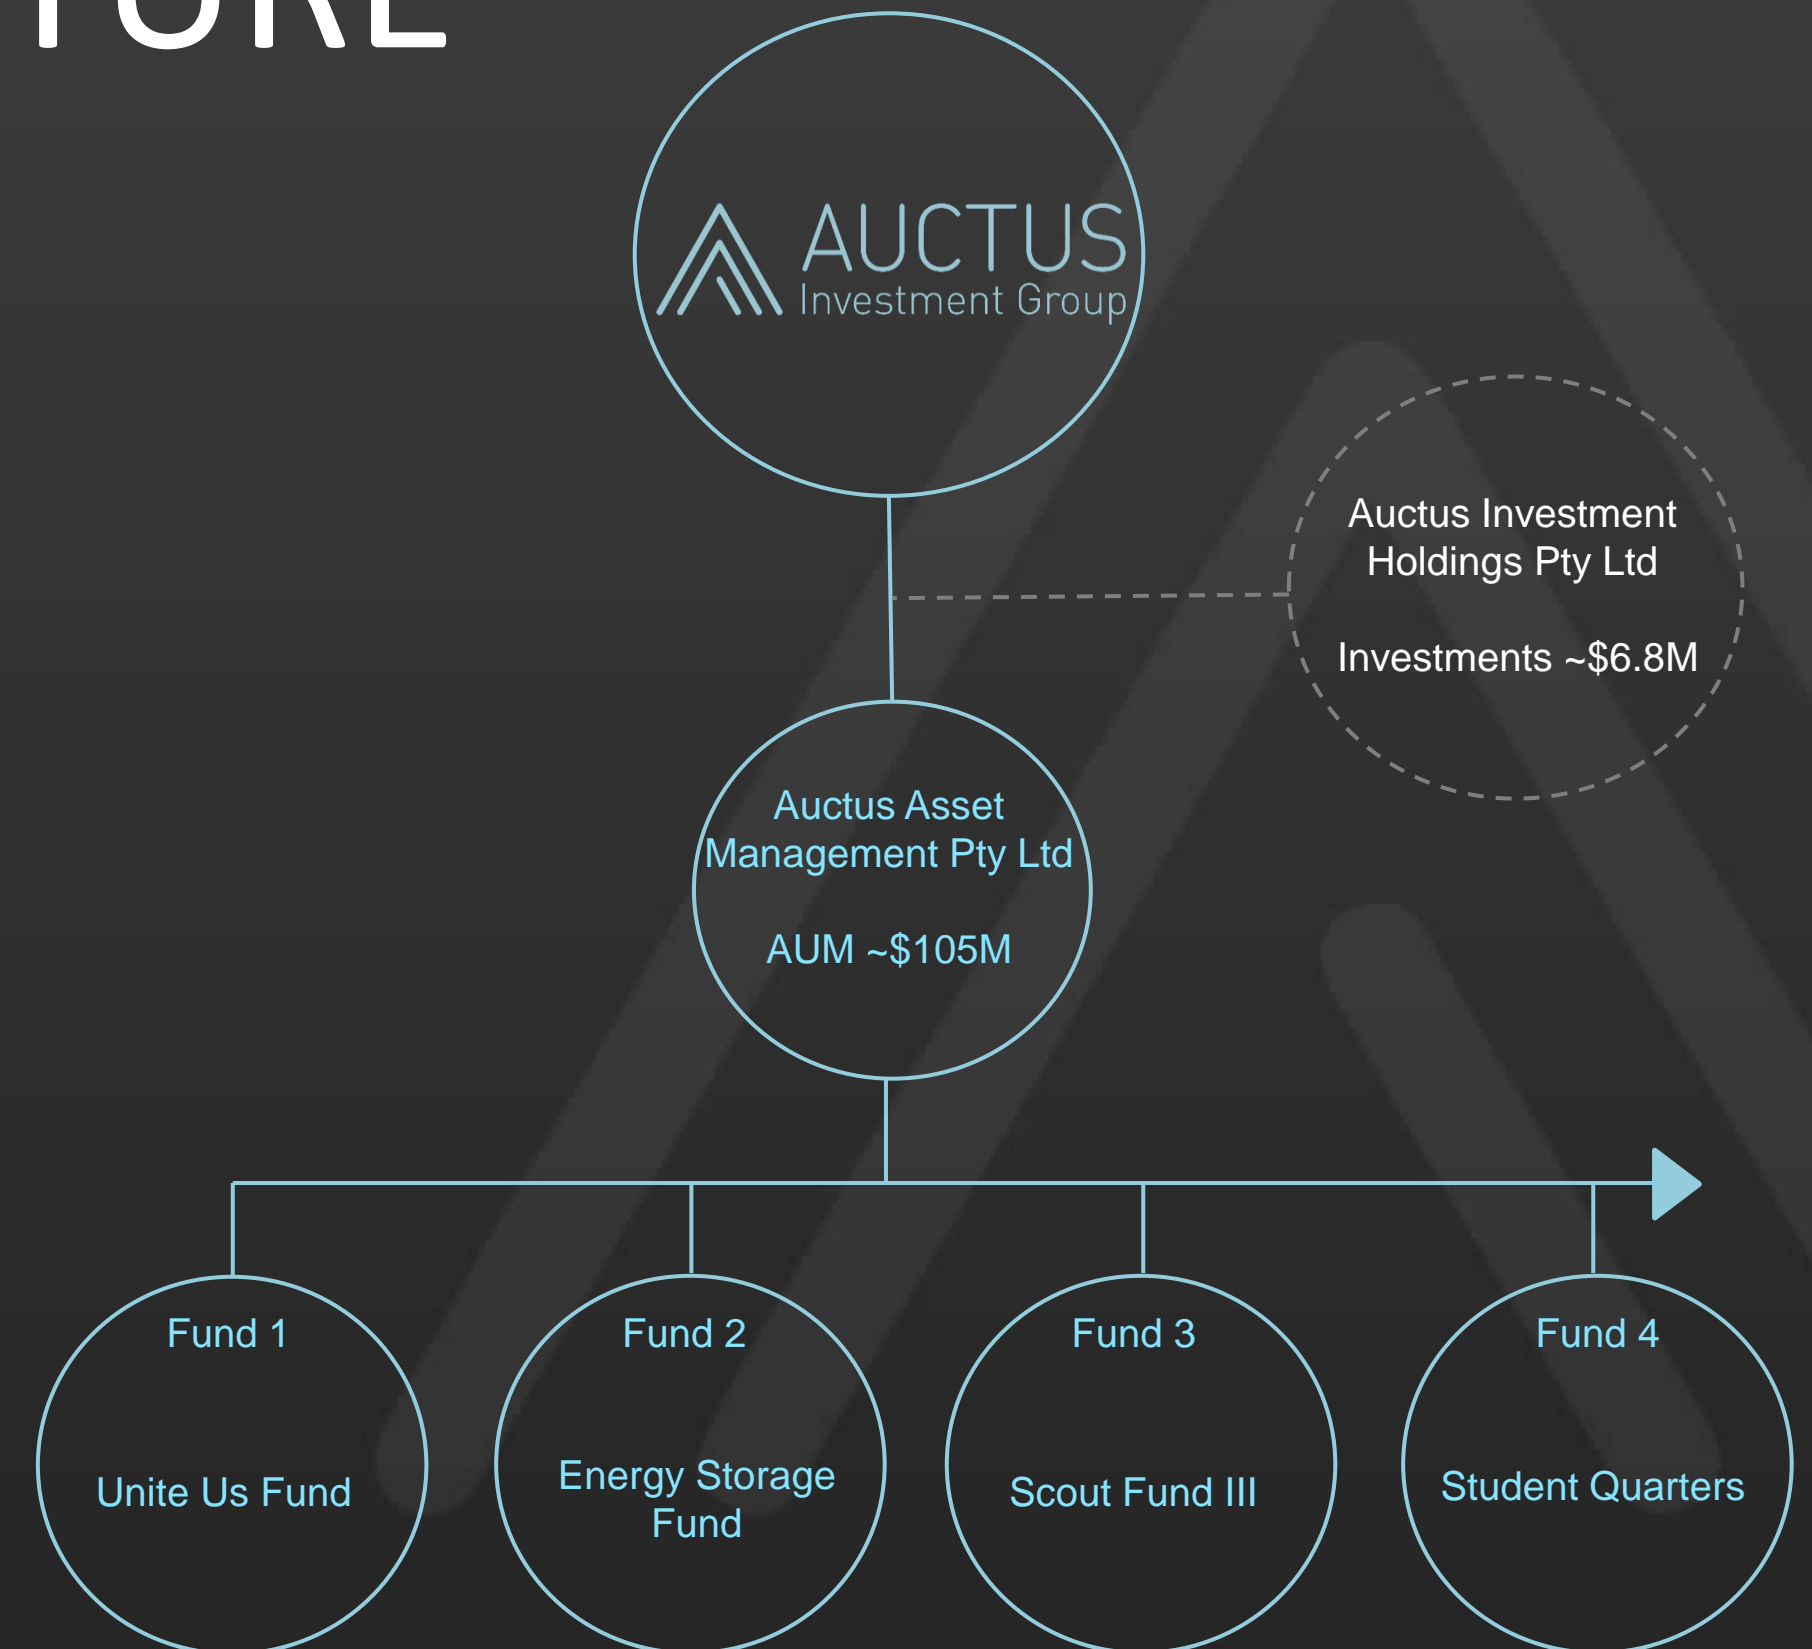 TURE
AUCTUS
Investment Group
Auctus Investment
Holdings Pty Ltd
Investments ~$6.8M
Auctus Asset
Management Pty Ltd
AUM ~$105M
Fund 1
Fund 2
Fund 3
Fund 4
Unite Us Fund
Energy Storage
Fund
Scout Fund III
Student Quarters